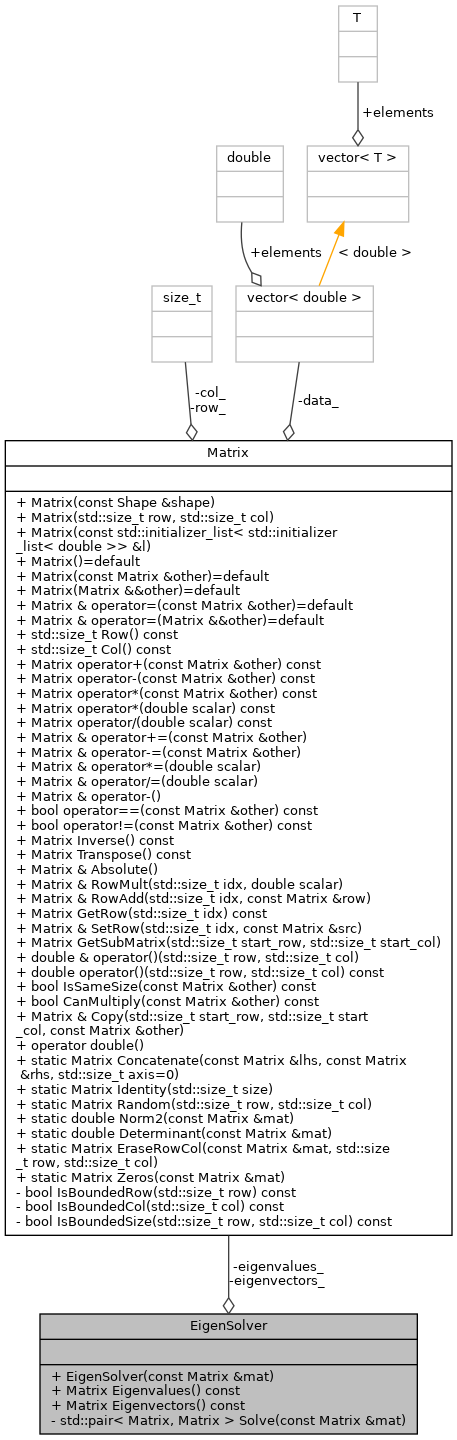 T
+elements
double
vector< T >
+elements
< double >
size_t
vector< double >
-col_
-row_
-data_
Matrix
+ Matrix(const Shape &shape)
+ Matrix(std::size_t row, std::size_t col)
+ Matrix(const std::initializer_list< std::initializer
_list< double >> &l)
+ Matrix()=default
+ Matrix(const Matrix &other)=default
+ Matrix(Matrix &&other)=default
+ Matrix & operator=(const Matrix &other)=default
+ Matrix & operator=(Matrix &&other)=default
+ std::size_t Row() const
+ std::size_t Col() const
+ Matrix operator+(const Matrix &other) const
+ Matrix operator-(const Matrix &other) const
+ Matrix operator*(const Matrix &other) const
+ Matrix operator*(double scalar) const
+ Matrix operator/(double scalar) const
+ Matrix & operator+=(const Matrix &other)
+ Matrix & operator-=(const Matrix &other)
+ Matrix & operator*=(double scalar)
+ Matrix & operator/=(double scalar)
+ Matrix & operator-()
+ bool operator==(const Matrix &other) const
+ bool operator!=(const Matrix &other) const
+ Matrix Inverse() const
+ Matrix Transpose() const
+ Matrix & Absolute()
+ Matrix & RowMult(std::size_t idx, double scalar)
+ Matrix & RowAdd(std::size_t idx, const Matrix &row)
+ Matrix GetRow(std::size_t idx) const
+ Matrix & SetRow(std::size_t idx, const Matrix &src)
+ Matrix GetSubMatrix(std::size_t start_row, std::size_t start_col)
+ double & operator()(std::size_t row, std::size_t col)
+ double operator()(std::size_t row, std::size_t col) const
+ bool IsSameSize(const Matrix &other) const
+ bool CanMultiply(const Matrix &other) const
+ Matrix & Copy(std::size_t start_row, std::size_t start
_col, const Matrix &other)
+ operator double()
+ static Matrix Concatenate(const Matrix &lhs, const Matrix
&rhs, std::size_t axis=0)
+ static Matrix Identity(std::size_t size)
+ static Matrix Random(std::size_t row, std::size_t col)
+ static double Norm2(const Matrix &mat)
+ static double Determinant(const Matrix &mat)
+ static Matrix EraseRowCol(const Matrix &mat, std::size
_t row, std::size_t col)
+ static Matrix Zeros(const Matrix &mat)
- bool IsBoundedRow(std::size_t row) const
- bool IsBoundedCol(std::size_t col) const
- bool IsBoundedSize(std::size_t row, std::size_t col) const
-eigenvalues_
-eigenvectors_
EigenSolver
+ EigenSolver(const Matrix &mat)
+ Matrix Eigenvalues() const
+ Matrix Eigenvectors() const
- std::pair< Matrix, Matrix > Solve(const Matrix &mat)